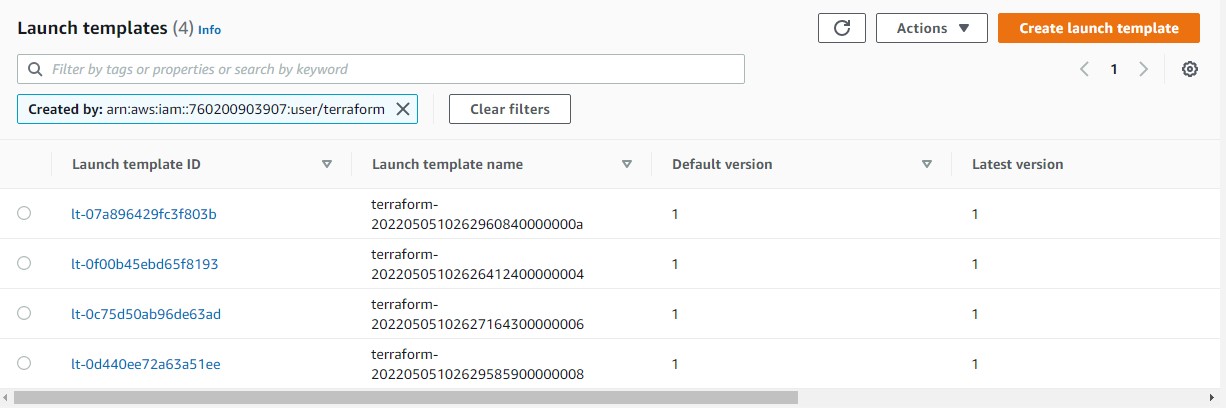 Launch templates (4) Info
Actions
Create launch template
Filter by tags or properties or search by keyword
1
Created by: arn:aws:iam::760200903907:user/terraform
Clear filters
Launch template ID Launch template name Default version Latest version
lt-07a896429fc3f803b terraform- 1 1
20220505102629608400000000a
lt-0f00b45ebd65f8193 terraform- 1 1
20220505102626412400000004
lt-0c75d50ab96de63ad terraform- 1 1
20220505102627164300000006
lt-0d440ee72a63a51ee terraform- 1 1
20220505102629585900000008